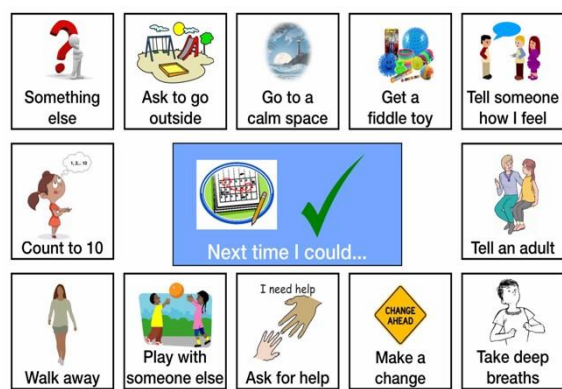 Something
else
Ask to go
outside
Go to a
calm space
Get a
fiddle toy
Tell someone
how I feel
1, 2... 10
Count to 10
Next time I could...
Tell an adult
Walk away
Play with
someone else
I need help
Ask for help
CHANGE
AHEAD
Make a
change
Take deep
breaths